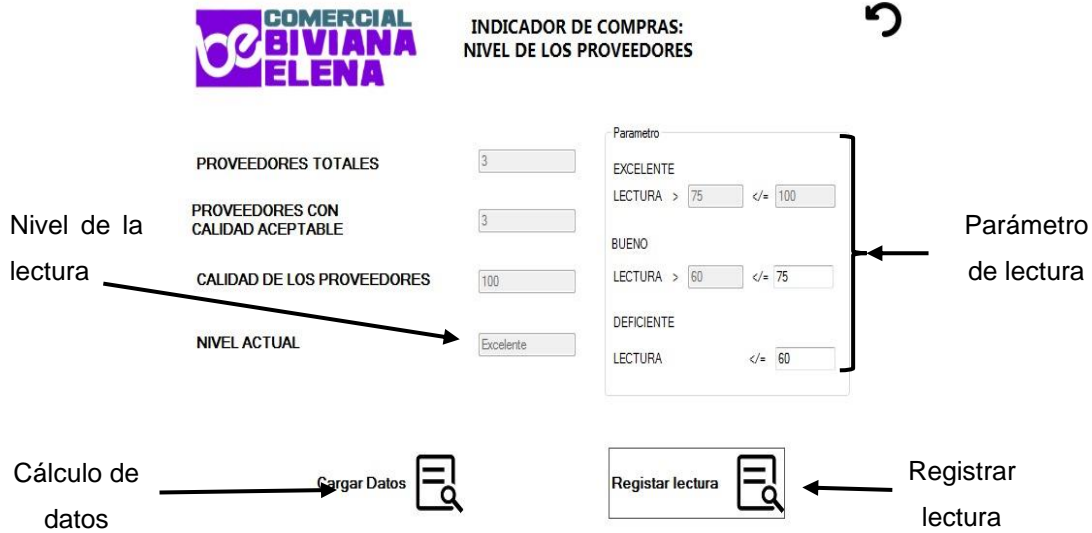 COMERCIAL
BIVIANA
ELENA
INDICADOR DE COMPRAS:
NIVEL DE LOS PROVEEDORES
Parametro
PROVEEDORES TOTALES
3
EXCELENTE
LECTURA > 75 </= 100
PROVEEDORES CON
CALIDAD ACEPTABLE
3
BUENO
LECTURA > 60 </= 75
CALIDAD DE LOS PROVEEDORES
100
DEFICIENTE
LECTURA </= 60
NIVEL ACTUAL
Excelente
Nivel de la
lectura
Parámetro
de lectura
Cálculo de
datos
Cargar Datos
Registar lectura
Registrar
lectura